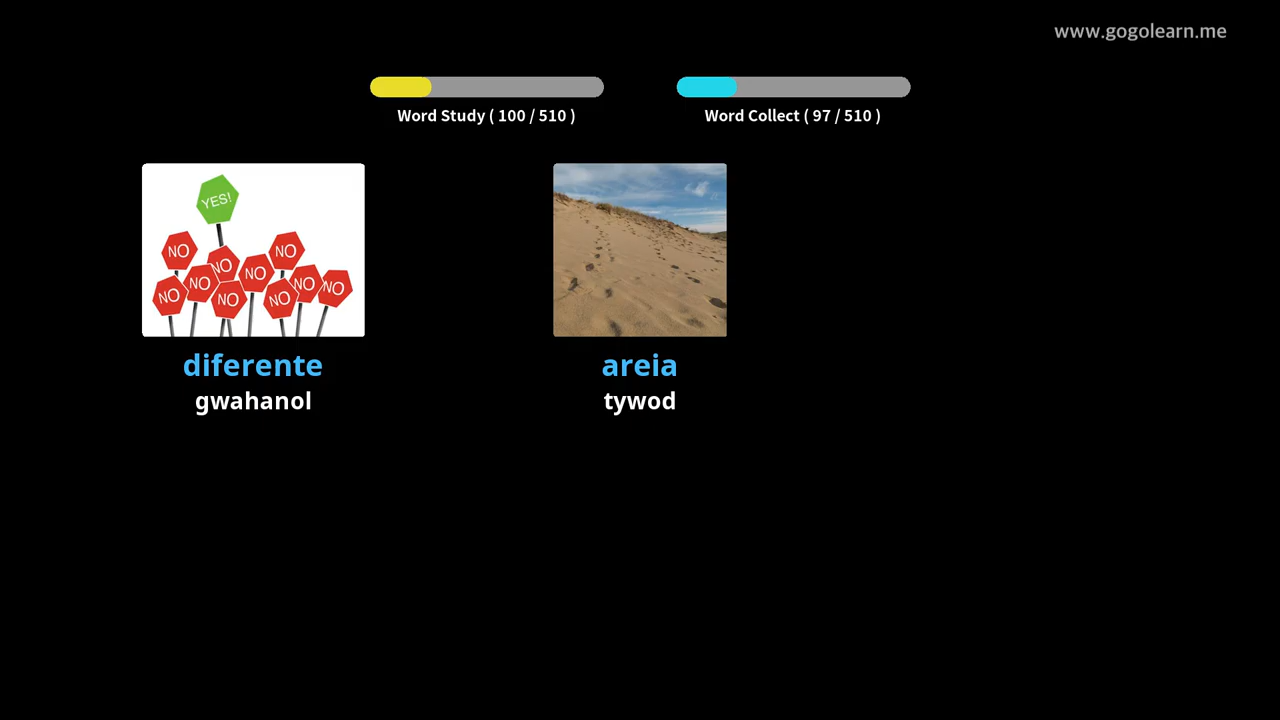 www.gogolearn.me
Word Study ( 100 / 510 )
Word Collect ( 97 / 510 )
YES!
NO
NO
NO
NO
NO
NO
NO
NO
NO
NO
diferente
gwahanol
areia
tywod